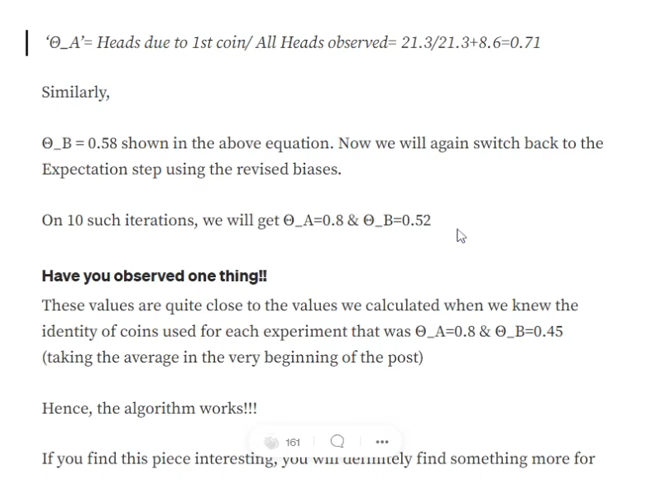 ‘Θ_A’= Heads due to 1st coin/ All Heads observed= 21.3/21.3+8.6=0.71
Similarly,
Θ_B = 0.58 shown in the above equation. Now we will again switch back to the
Expectation step using the revised biases.
On 10 such iterations, we will get Θ_A=0.8 & Θ_B=0.52
Have you observed one thing!!
These values are quite close to the values we calculated when we knew the
identity of coins used for each experiment that was Θ_A=0.8 & Θ_B=0.45
(taking the average in the very beginning of the post)
Hence, the algorithm works!!!
161
If you find this piece interesting, you will definitely find something more for